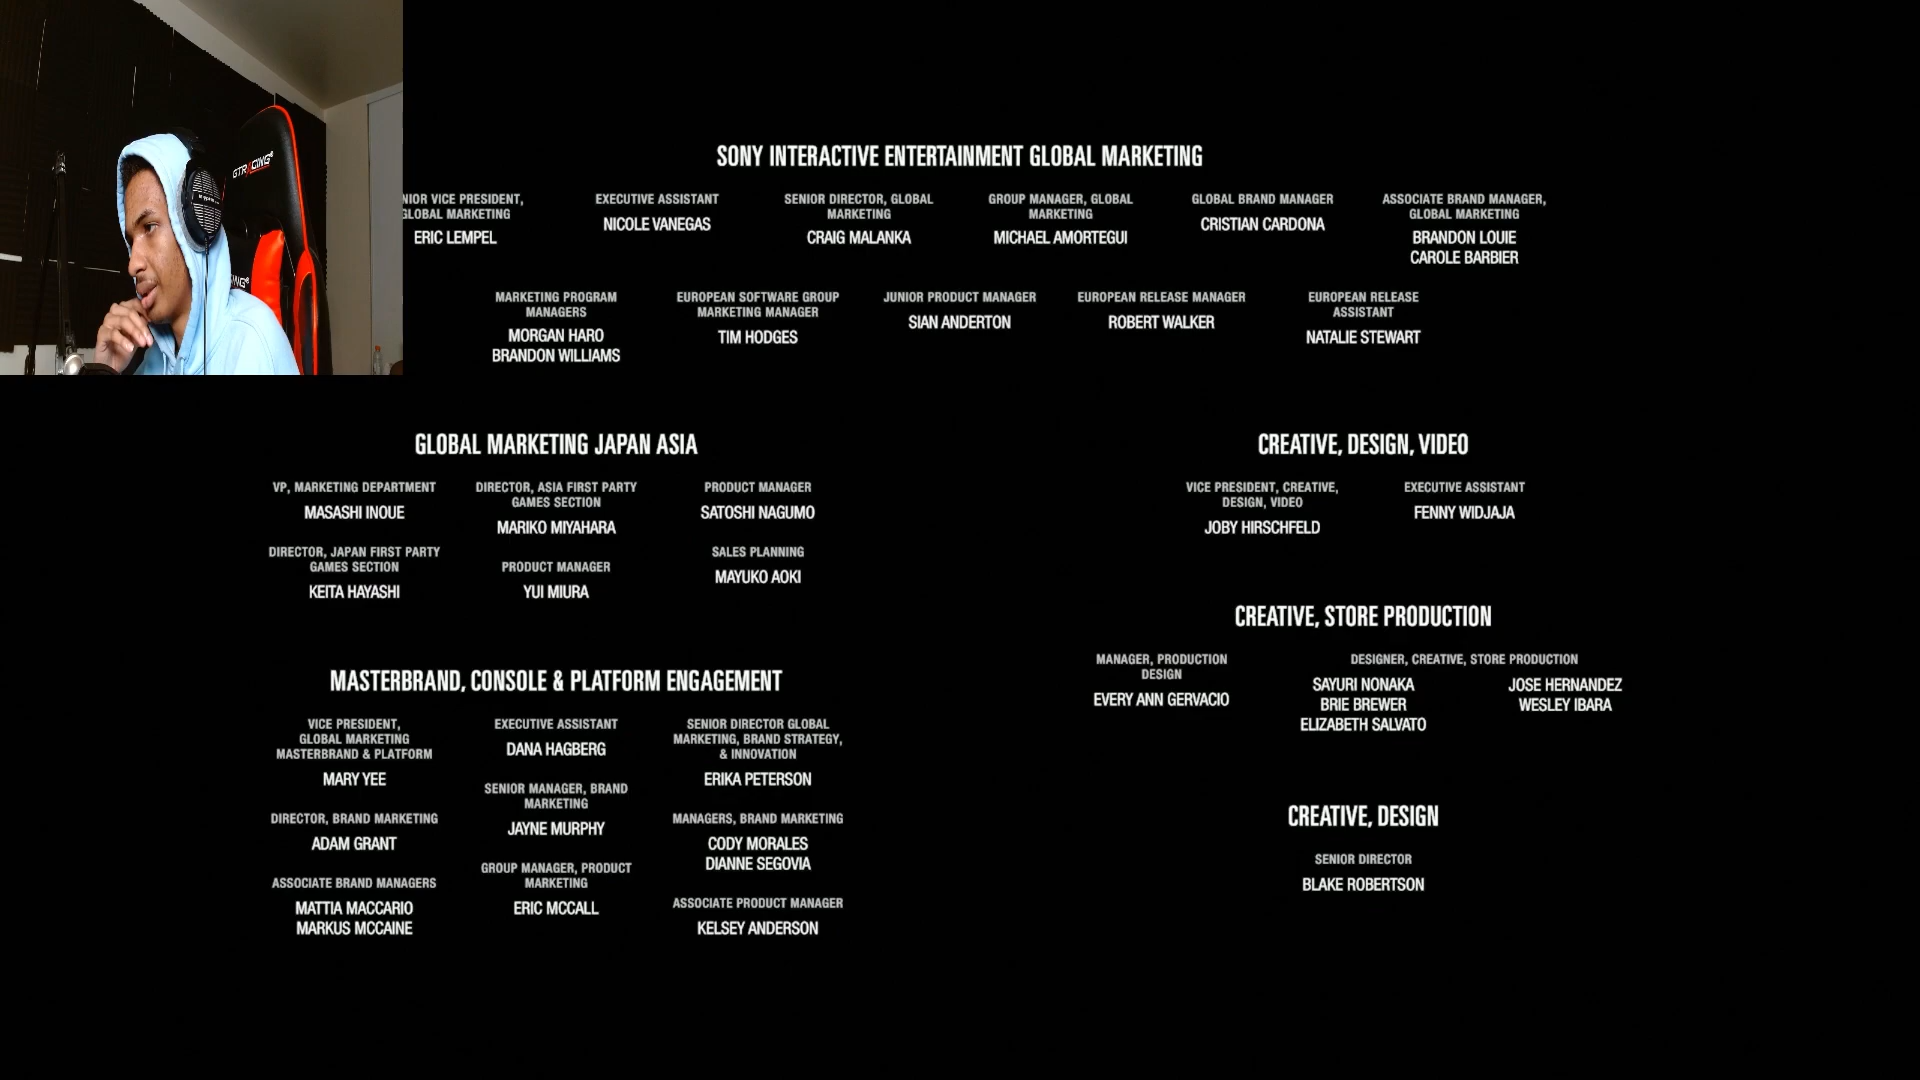 GTRACING
SONY INTERACTIVE ENTERTAINMENT GLOBAL MARKETING
VICE PRESIDENT,
GLOBAL MARKETING
ERIC LEMPEL
EXECUTIVE ASSISTANT
NICOLE VANEGAS
SENIOR DIRECTOR, GLOBAL
MARKETING
CRAIG MALANKA
GROUP MANAGER, GLOBAL
MARKETING
MICHAEL AMORTEGUI
GLOBAL BRAND MANAGER
CRISTIAN CARDONA
ASSOCIATE BRAND MANAGER,
GLOBAL MARKETING
BRANDON LOUIE
CAROLE BARBIER
MARKETING PROGRAM
MANAGERS
MORGAN HARO
BRANDON WILLIAMS
EUROPEAN SOFTWARE GROUP
MARKETING MANAGER
TIM HODGES
JUNIOR PRODUCT MANAGER
SIAN ANDERTON
EUROPEAN RELEASE MANAGER
ROBERT WALKER
EUROPEAN RELEASE
ASSISTANT
NATALIE STEWART
GLOBAL MARKETING JAPAN ASIA
VP, MARKETING DEPARTMENT
MASASHI INOUE
DIRECTOR, ASIA FIRST PARTY
GAMES SECTION
MARIKO MIYAHARA
PRODUCT MANAGER
SATOSHI NAGUMO
DIRECTOR, JAPAN FIRST PARTY
GAMES SECTION
KEITA HAYASHI
PRODUCT MANAGER
YUI MIURA
SALES PLANNING
MAYUKO AOKI
MASTERBRAND, CONSOLE & PLATFORM ENGAGEMENT
VICE PRESIDENT,
GLOBAL MARKETING
MASTERBRAND & PLATFORM
MARY YEE
DIRECTOR, BRAND MARKETING
ADAM GRANT
ASSOCIATE BRAND MANAGERS
MATTIA MACCARIO
MARKUS MCCAINE
EXECUTIVE ASSISTANT
DANA HAGBERG
SENIOR MANAGER, BRAND
MARKETING
JAYNE MURPHY
GROUP MANAGER, PRODUCT
MARKETING
ERIC MCCALL
SENIOR DIRECTOR GLOBAL
MARKETING, BRAND STRATEGY,
& INNOVATION
ERIKA PETERSON
MANAGERS, BRAND MARKETING
CODY MORALES
DIANNE SEGOVIA
ASSOCIATE PRODUCT MANAGER
KELSEY ANDERSON
CREATIVE, DESIGN, VIDEO
VICE PRESIDENT, CREATIVE,
DESIGN, VIDEO
JOBY HIRSCHFELD
EXECUTIVE ASSISTANT
FENNY WIDJAJA
CREATIVE, STORE PRODUCTION
MANAGER, PRODUCTION
DESIGN
EVERY ANN GERVACIO
DESIGNER, CREATIVE, STORE PRODUCTION
SAYURI NONAKA
BRIE BREWER
ELIZABETH SALVATO
JOSE HERNANDEZ
WESLEY IBARA
CREATIVE, DESIGN
SENIOR DIRECTOR
BLAKE ROBERTSON